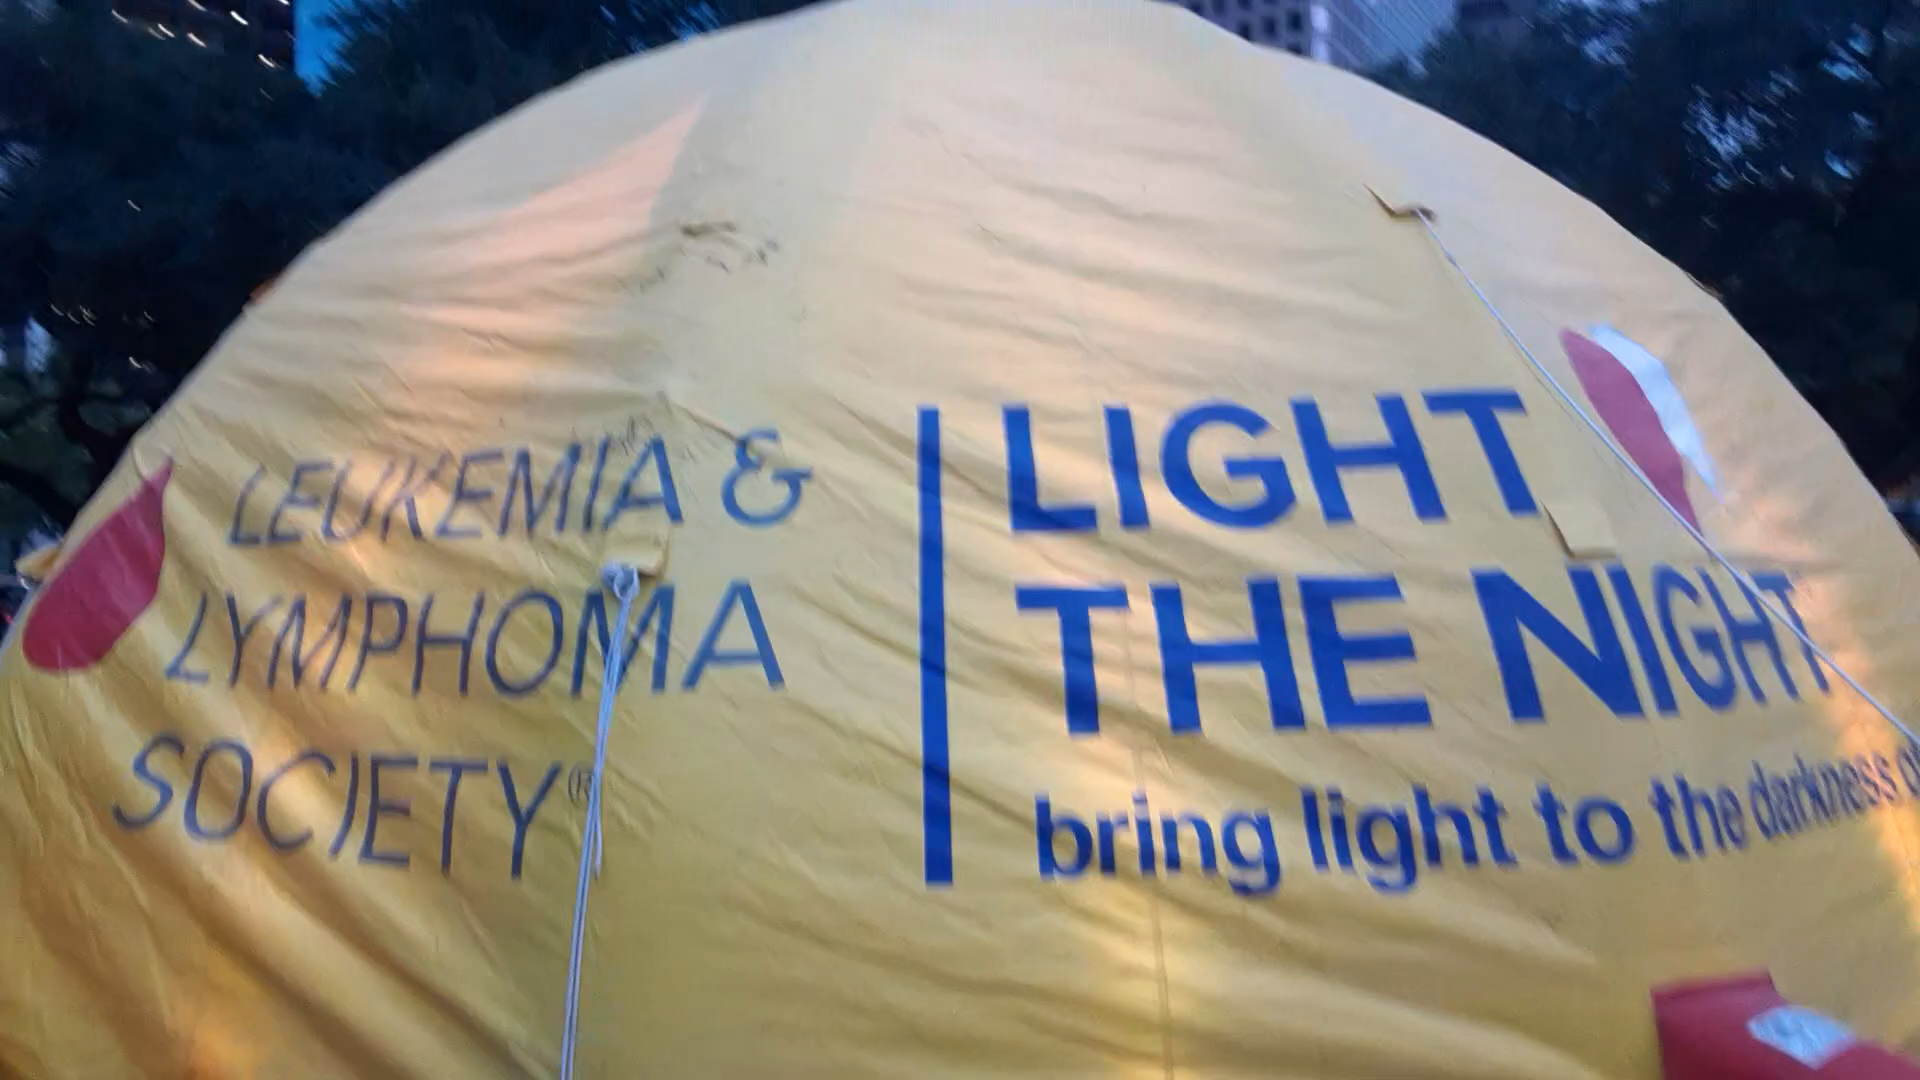 LEUKEMIA &
LYMPHOMA
SOCIETY®
LIGHT
THE NIGHT
bring light to the darkness